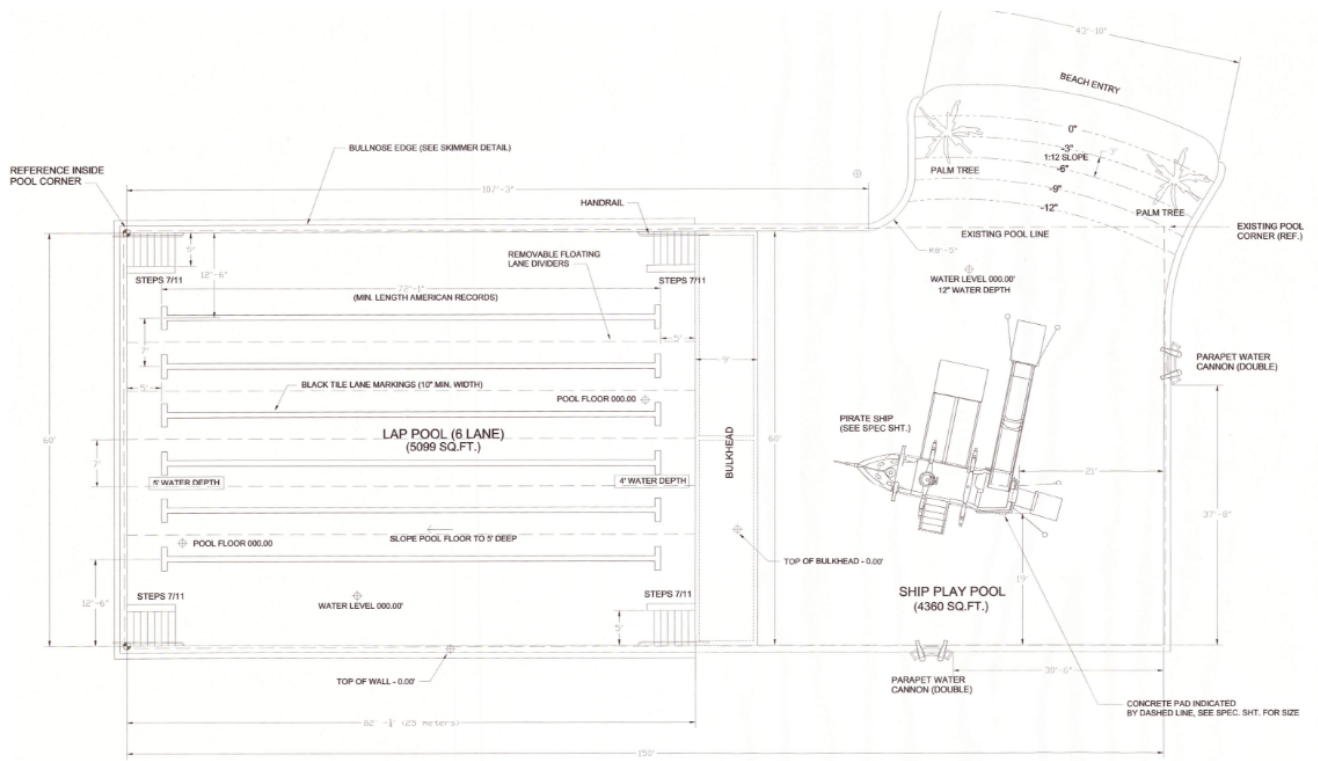 43'-10"
BEACH ENTRY
BULLNOSE EDGE (SEE SKIMMER DETAIL)
0"
-3"
1:12 SLOPE
3'
-6"
-9"
-12"
REFERENCE INSIDE
POOL CORNER
PALM TREE
PALM TREE
107'-3"
HANDRAIL
EXISTING POOL LINE
EXISTING POOL
CORNER (REF.)
R8'-5"
5'
12'-6"
REMOVABLE FLOATING
LANE DIVIDERS
STEPS 7/11
STEPS 7/11
72'-1"
(MIN. LENGTH AMERICAN RECORDS)
WATER LEVEL 000.00'
12" WATER DEPTH
7'
5'
9'
5'
PARAPET WATER
CANNON (DOUBLE)
BLACK TILE LANE MARKINGS (10" MIN. WIDTH)
POOL FLOOR 000.00
PIRATE SHIP
(SEE SPEC SHT.)
LAP POOL (6 LANE)
(5099 SQ.FT.)
60'
60'
BULKHEAD
7'
21'
5' WATER DEPTH
4' WATER DEPTH
37'-8"
POOL FLOOR 000.00
SLOPE POOL FLOOR TO 5' DEEP
TOP OF BULKHEAD - 0.00'
19'
12'-6"
STEPS 7/11
STEPS 7/11
WATER LEVEL 000.00'
5'
SHIP PLAY POOL
(4360 SQ.FT.)
30'-6"
TOP OF WALL - 0.00'
PARAPET WATER
CANNON (DOUBLE)
CONCRETE PAD INDICATED
BY DASHED LINE, SEE SPEC. SHT. FOR SIZE
(25 meters)
150'